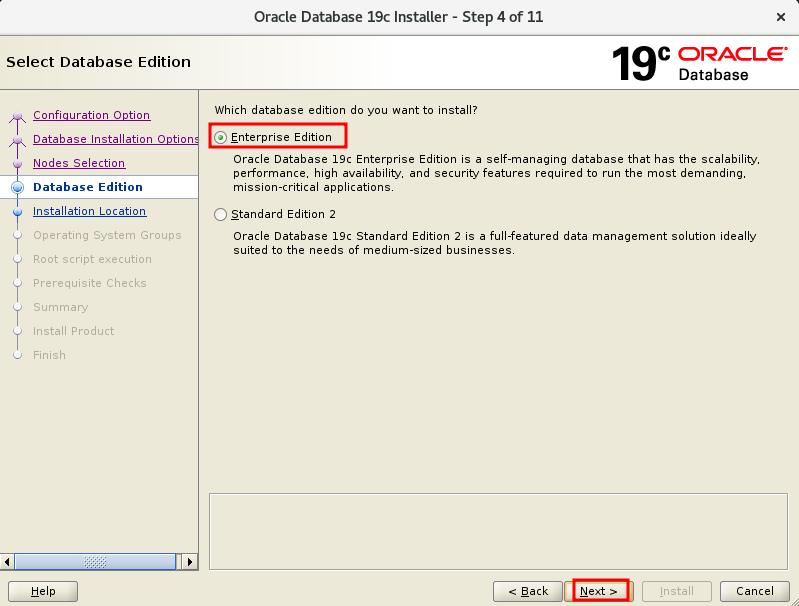 Oracle Database 19c Installer - Step 4 of 11
Select Database Edition
19c ORACLE
Database
Configuration Option
Database Installation Options
Nodes Selection
Database Edition
Installation Location
Operating System Groups
Root script execution
Prerequisite Checks
Summary
Install Product
Finish
Which database edition do you want to install?
Enterprise Edition
Oracle Database 19c Enterprise Edition is a self-managing database that has the scalability,
performance, high availability, and security features required to run the most demanding,
mission-critical applications.
Standard Edition 2
Oracle Database 19c Standard Edition 2 is a full-featured data management solution ideally
suited to the needs of medium-sized businesses.
Help
< Back
Next >
Install
Cancel